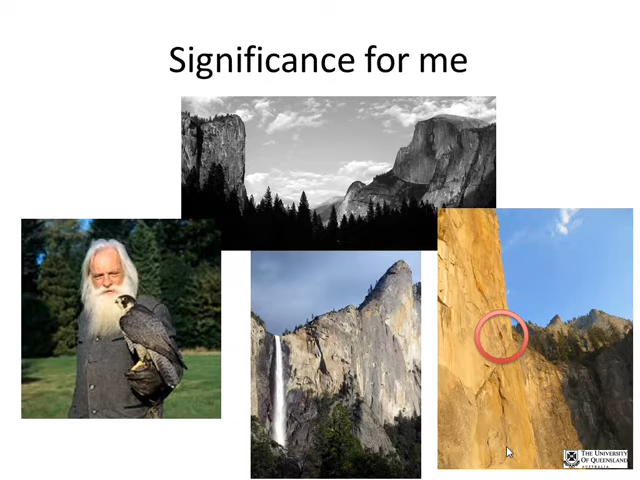 Significance for me
THE UNIVERSITY
OF QUEENSLAND
AUSTRALIA